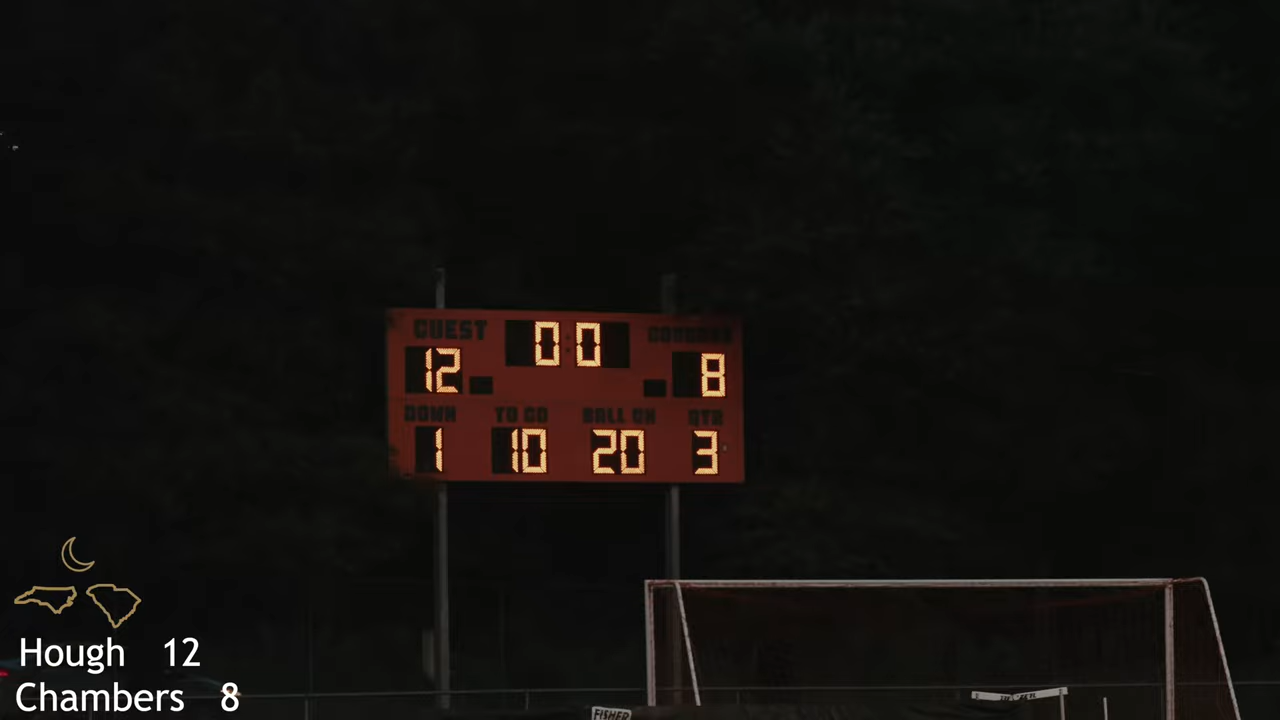 GUEST 0:0
12 8
DOWN TO GO BALL ON QTR
1 10 20 3
Hough 12
Chambers 8
FISHER